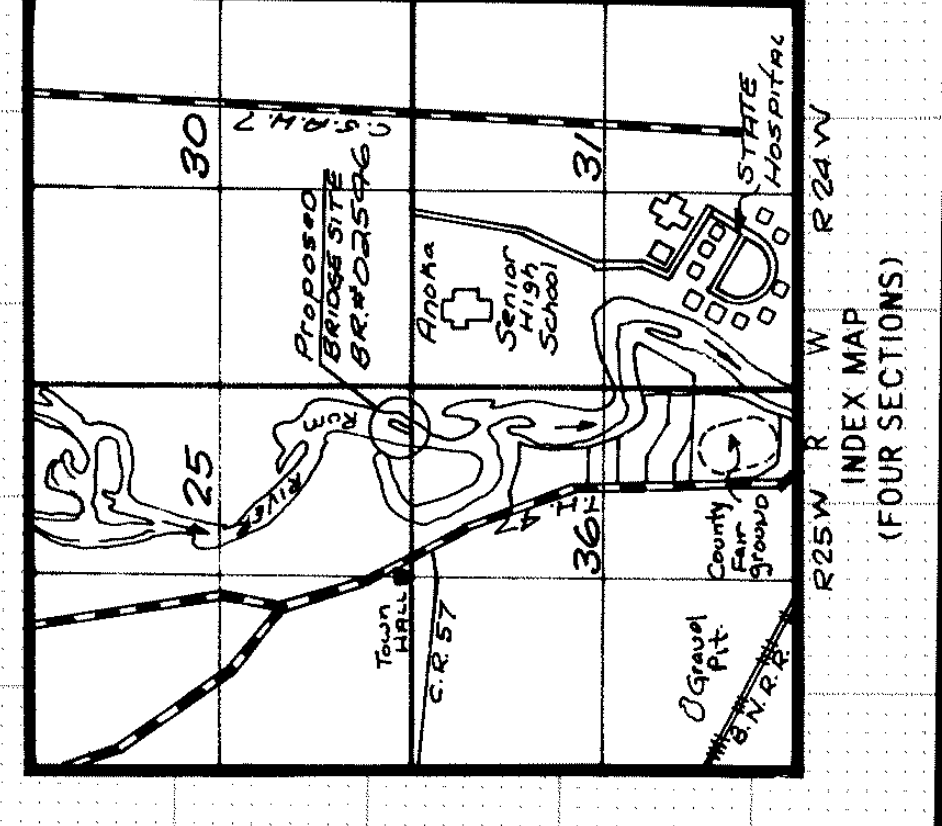 30
C.S.A.H. 7
PROPOSED
BRIDGE SITE
BR.#02546
31
STATE
HOSPITAL
Anoka
Senior
High
School
25
RIVER
RUM
36
T.H.
47
County
Fair
ground
Town
HALL
C.R. 57
Gravel
Pit.
B.N.R.R.
R25W
R
W
R24W
INDEX MAP
(FOUR SECTIONS)